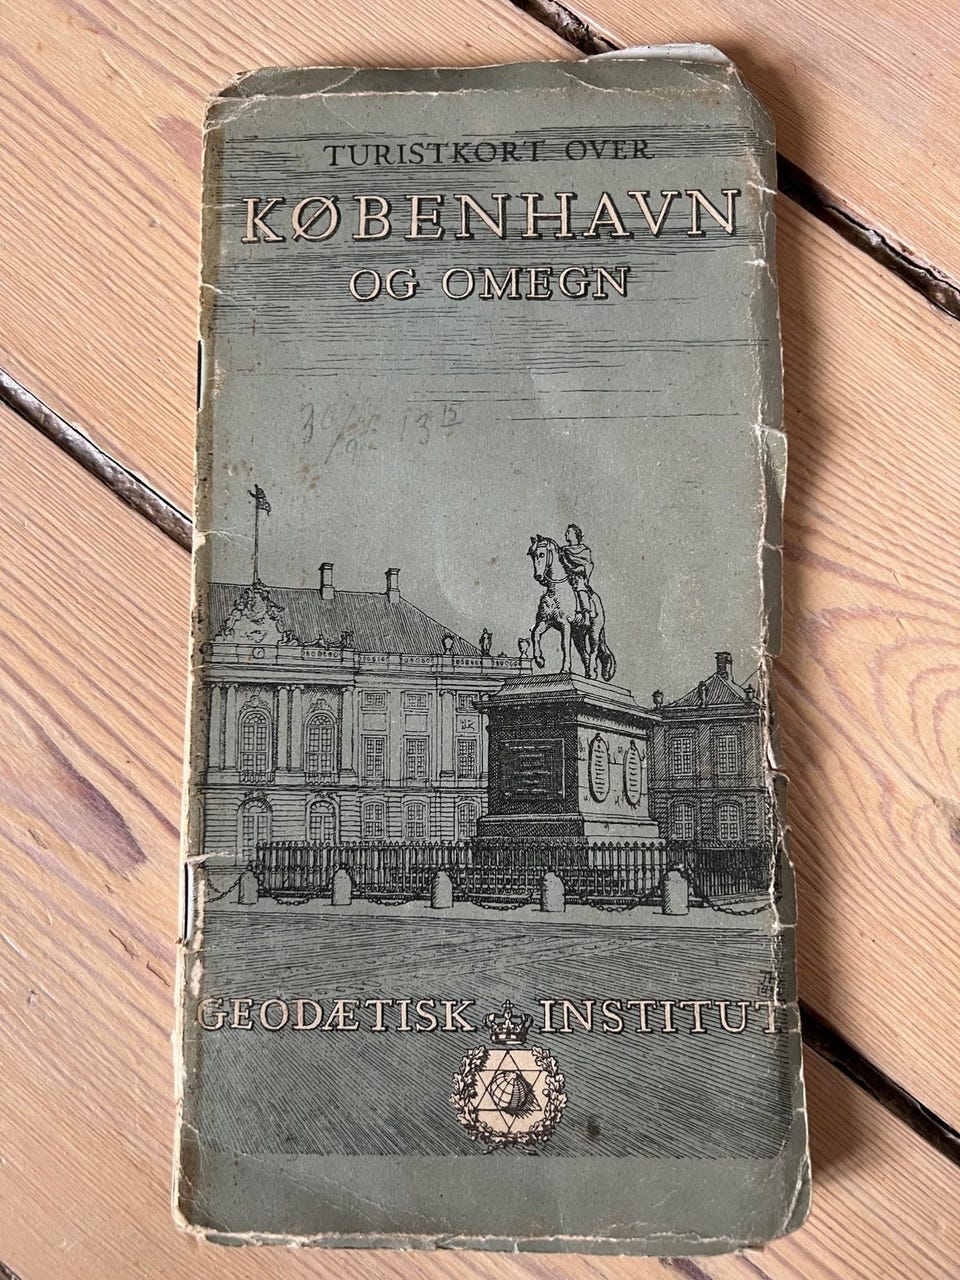 TURISTKORT OVER
KØBENHAVN
OG OMEGN
GEODÆTISK INSTITUT